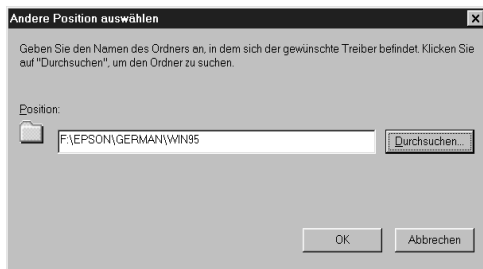 Andere Position auswählen
Geben Sie den Namen des Ordners an, in dem sich der gewünschte Treiber befindet. Klicken Sie
auf "Durchsuchen", um den Ordner zu suchen.
Position:
F:\EPSON\GERMAN\WIN95
Durchsuchen...
OK
Abbrechen